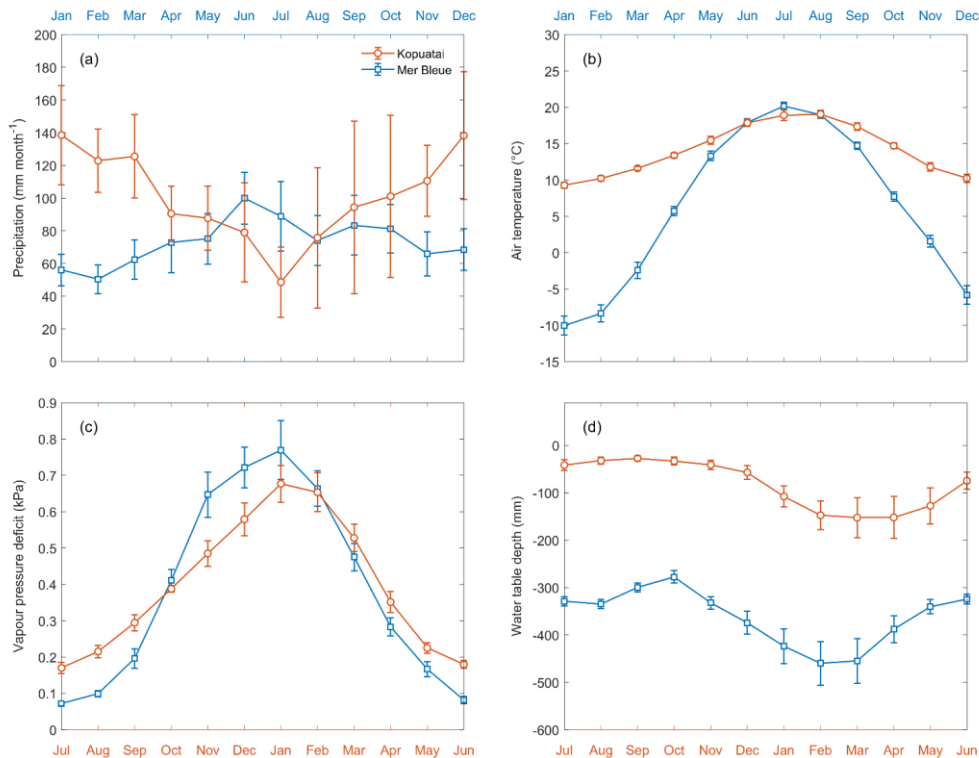 Jan Feb Mar Apr May Jun Jul Aug Sep Oct Nov Dec
Jan Feb Mar Apr May Jun Jul Aug Sep Oct Nov Dec
200
180
160
140
120
100
80
60
40
20
0
Precipitation (mm month⁻¹)
(a)
Kopuatai
Mer Bleue
30
25
20
15
10
5
0
-5
-10
-15
Air temperature (°C)
(b)
0.9
0.8
0.7
0.6
0.5
0.4
0.3
0.2
0.1
0
Vapour pressure deficit (kPa)
(c)
Jul Aug Sep Oct Nov Dec Jan Feb Mar Apr May Jun
0
-100
-200
-300
-400
-500
-600
Water table depth (mm)
(d)
Jul Aug Sep Oct Nov Dec Jan Feb Mar Apr May Jun